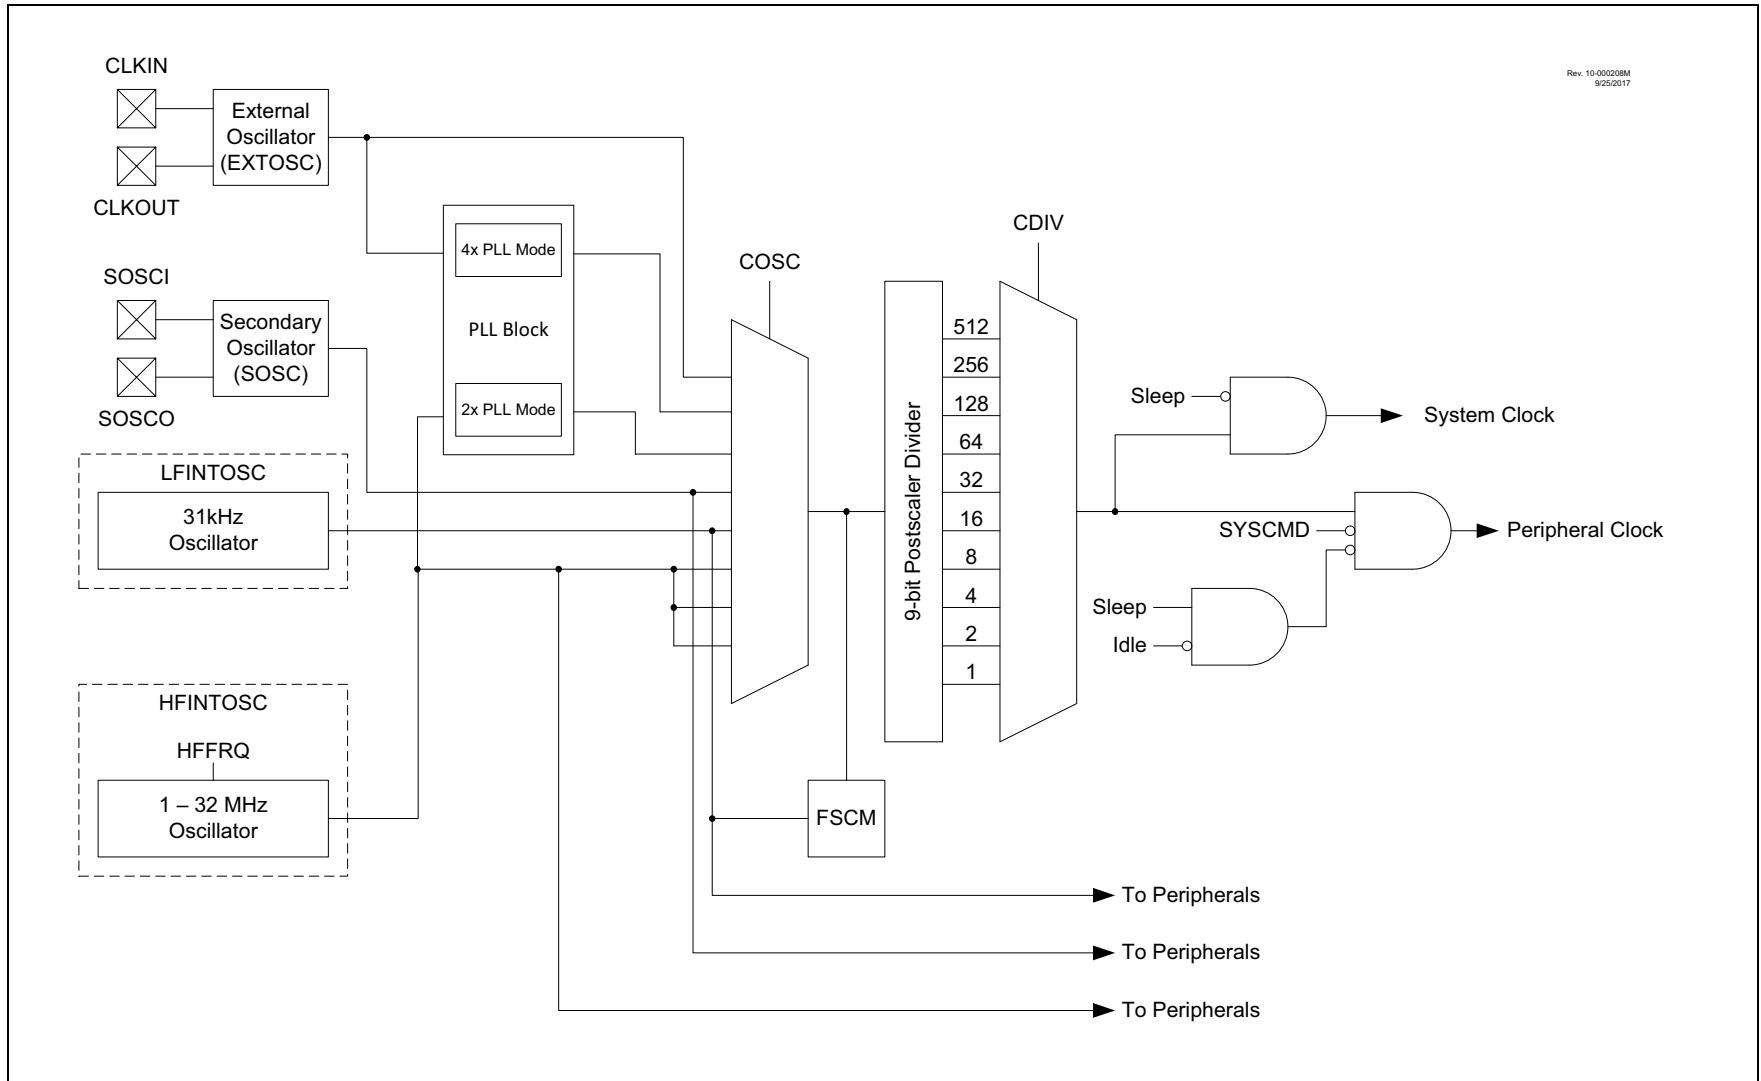 Rev. 10-000208M
9/25/2017
CLKIN
External
Oscillator
(EXTOSC)
CLKOUT
SOSCI
Secondary
Oscillator
(SOSC)
SOSCO
LFINTOSC
31kHz
Oscillator
HFINTOSC
HFFRQ
1 – 32 MHz
Oscillator
4x PLL Mode
PLL Block
2x PLL Mode
COSC
FSCM
9-bit Postscaler Divider
512
256
128
64
32
16
8
4
2
1
CDIV
Sleep
System Clock
SYSCMD
Peripheral Clock
Sleep
Idle
To Peripherals
To Peripherals
To Peripherals